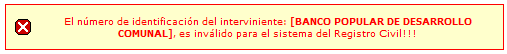 El número de identificación del interviniente: [BANCO POPULAR DE DESARROLLO
COMUNAL], es inválido para el sistema del Registro Civil!!!